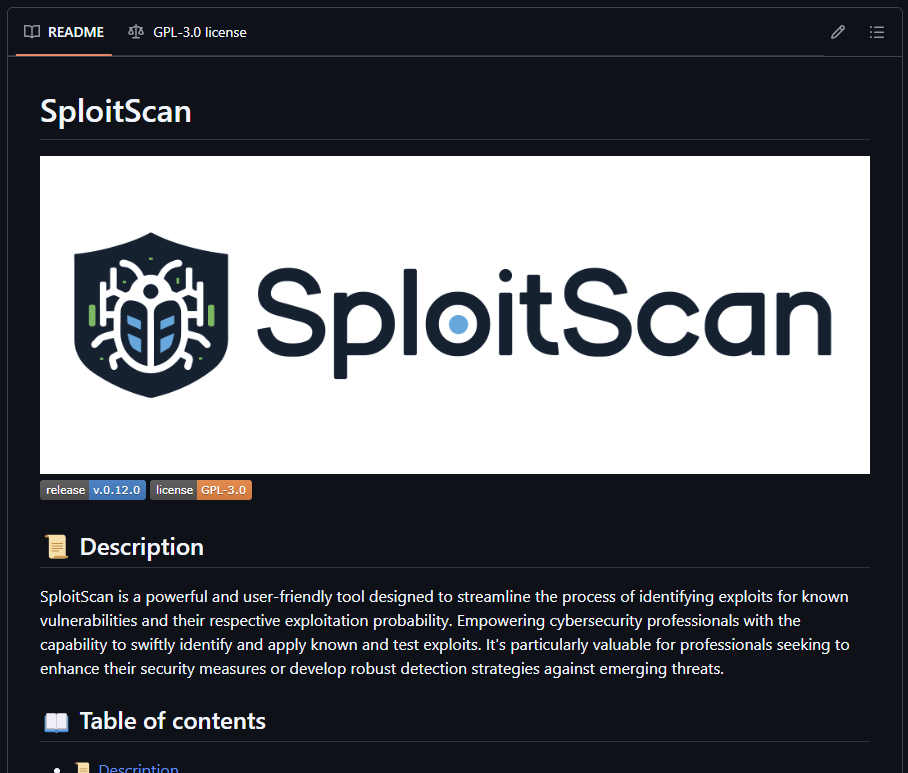 README
GPL-3.0 license
SploitScan
SploitScan
release v.0.12.0 license GPL-3.0
Description
SploitScan is a powerful and user-friendly tool designed to streamline the process of identifying exploits for known
vulnerabilities and their respective exploitation probability. Empowering cybersecurity professionals with the
capability to swiftly identify and apply known and test exploits. It's particularly valuable for professionals seeking to
enhance their security measures or develop robust detection strategies against emerging threats.
Table of contents
Description